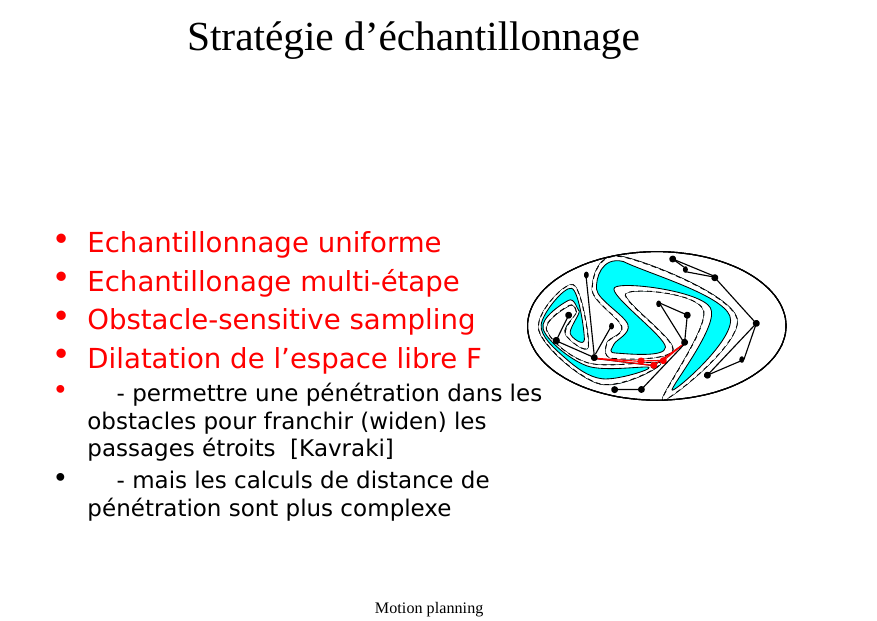 Stratégie d’échantillonnage
• Echantillonnage uniforme
• Echantillonage multi-étape
• Obstacle-sensitive sampling
• Dilatation de l’espace libre F
• - permettre une pénétration dans les
obstacles pour franchir (widen) les
passages étroits [Kavraki]
• - mais les calculs de distance de
pénétration sont plus complexe
Motion planning